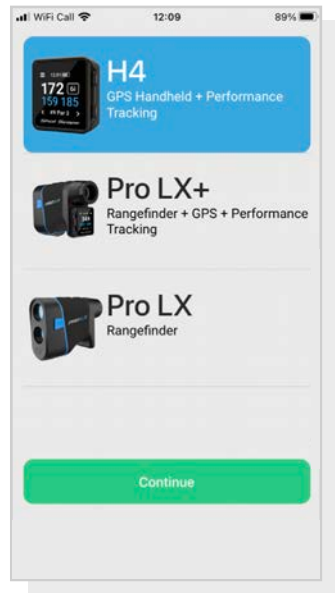 WiFi Call 12:09 89%
H4
GPS Handheld + Performance
Tracking
172
159 185
Pro LX+
Rangefinder + GPS + Performance
Tracking
Pro LX
Rangefinder
Continue